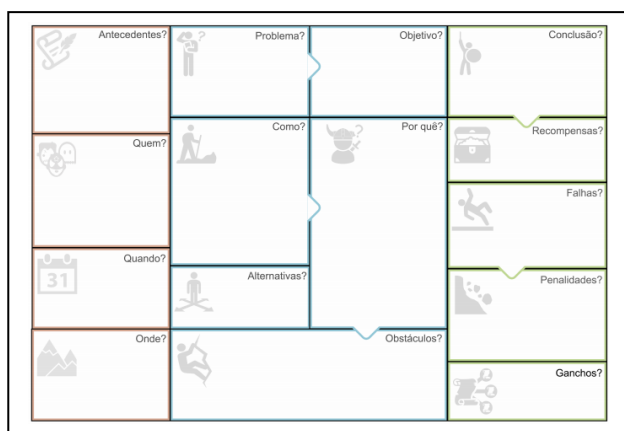 Antecedentes?
Problema?
Objetivo?
Conclusão?
Quem?
Como?
Por quê?
Recompensas?
Falhas?
Quando?
31
Alternativas?
Penalidades?
Onde?
Obstáculos?
Ganchos?